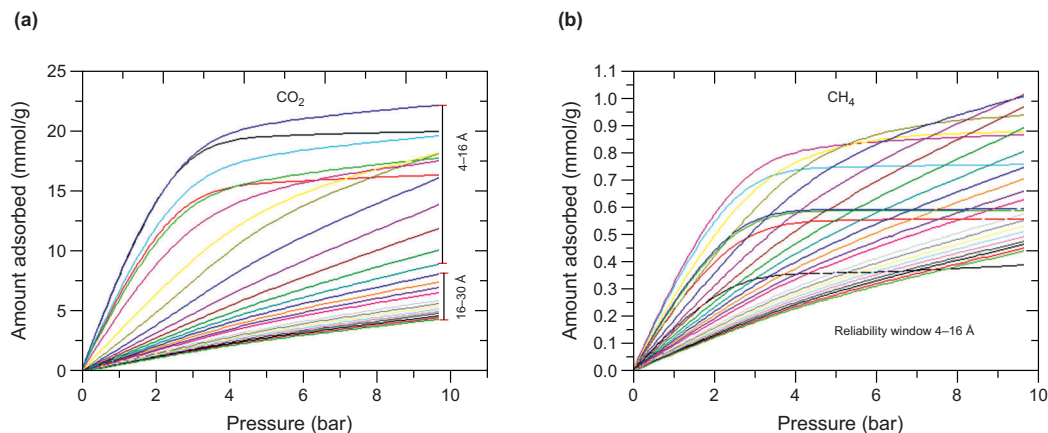 (a)
CO2
Amount adsorbed (mmol/g)
25
20
15
10
5
0
4–16 Å
16–30 Å
0 2 4 6 8 10
Pressure (bar)
(b)
CH4
Amount adsorbed (mmol/g)
1.1
1.0
0.9
0.8
0.7
0.6
0.5
0.4
0.3
0.2
0.1
0.0
Reliability window 4–16 Å
0 2 4 6 8 10
Pressure (bar)